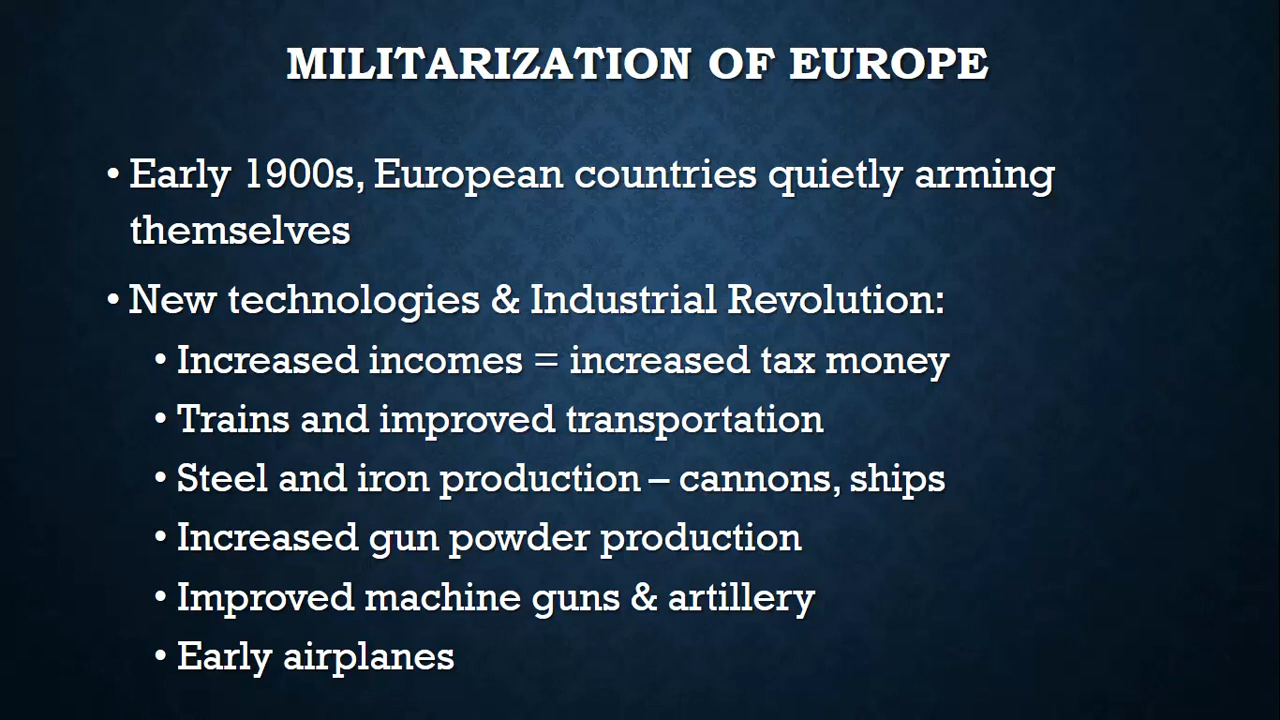 MILITARIZATION OF EUROPE
• Early 1900s, European countries quietly arming
themselves
• New technologies & Industrial Revolution:
• Increased incomes = increased tax money
• Trains and improved transportation
• Steel and iron production – cannons, ships
• Increased gun powder production
• Improved machine guns & artillery
• Early airplanes